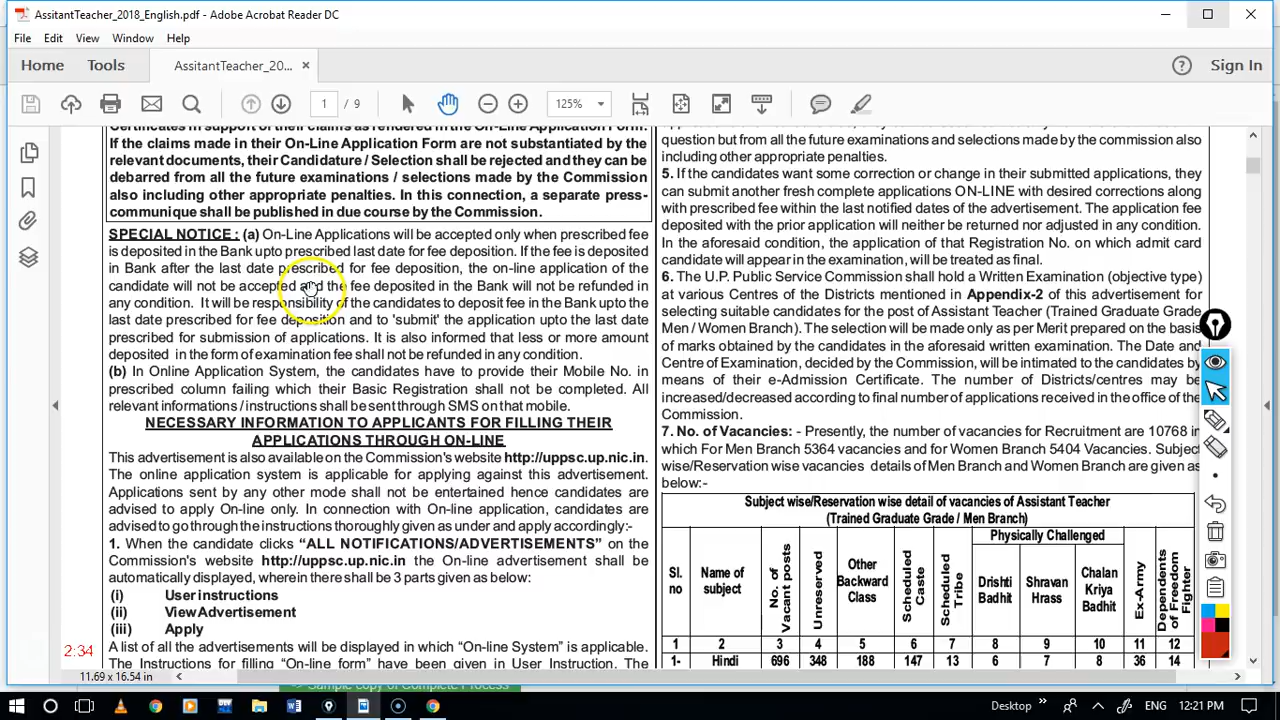 AssitantTeacher_2018_English.pdf - Adobe Acrobat Reader DC
File Edit View Window Help
Home Tools AssitantTeacher_20... × Sign In
1 / 9 125%
Certificates in support of their claims as rendered in the On-Line Application Form.
If the claims made in their On-Line Application Form are not substantiated by the
relevant documents, their Candidature / Selection shall be rejected and they can be
debarred from all the future examinations / selections made by the Commission
also including other appropriate penalties. In this connection, a separate press-
communique shall be published in due course by the Commission.
SPECIAL NOTICE : (a) On-Line Applications will be accepted only when prescribed fee
is deposited in the Bank upto prescribed last date for fee deposition. If the fee is deposited
in Bank after the last date prescribed for fee deposition, the on-line application of the
candidate will not be accepted and the fee deposited in the Bank will not be refunded in
any condition. It will be responsibility of the candidates to deposit fee in the Bank upto the
last date prescribed for fee deposition and to 'submit' the application upto the last date
prescribed for submission of applications. It is also informed that less or more amount
deposited in the form of examination fee shall not be refunded in any condition.
(b) In Online Application System, the candidates have to provide their Mobile No. in
prescribed column failing which their Basic Registration shall not be completed. All
relevant informations / instructions shall be sent through SMS on that mobile.
NECESSARY INFORMATION TO APPLICANTS FOR FILLING THEIR
APPLICATIONS THROUGH ON-LINE
This advertisement is also available on the Commission's website http://uppsc.up.nic.in.
The online application system is applicable for applying against this advertisement.
Applications sent by any other mode shall not be entertained hence candidates are
advised to apply On-line only. In connection with On-line application, candidates are
advised to go through the instructions thoroughly given as under and apply accordingly:-
1. When the candidate clicks “ALL NOTIFICATIONS/ADVERTISEMENTS” on the
Commission's website http://uppsc.up.nic.in the On-line advertisement shall be
automatically displayed, wherein there shall be 3 parts given as below:
(i) User instructions
(ii) View Advertisement
(iii) Apply
A list of all the advertisements will be displayed in which “On-line System” is applicable.
The Instructions for filling “On-line form” have been given in User Instruction. The
question but from all the future examinations and selections made by the commission also
including other appropriate penalties.
5. If the candidates want some correction or change in their submitted applications, they
can submit another fresh complete applications ON-LINE with desired corrections along
with prescribed fee within the last notified dates of the advertisement. The application fee
deposited with the prior application will neither be returned nor adjusted in any condition.
In the aforesaid condition, the application of that Registration No. on which admit card
candidate will appear in the examination, will be treated as final.
6. The U.P. Public Service Commission shall hold a Written Examination (objective type)
at various Centres of the Districts mentioned in Appendix-2 of this advertisement for
selecting suitable candidates for the post of Assistant Teacher (Trained Graduate Grade
Men / Women Branch). The selection will be made only as per Merit prepared on the basis
of marks obtained by the candidates in the aforesaid written examination. The Date and
Centre of Examination, decided by the Commission, will be intimated to the candidates by
means of their e-Admission Certificate. The number of Districts/centres may be
increased/decreased according to final number of applications received in the office of the
Commission.
7. No. of Vacancies: - Presently, the number of vacancies for Recruitment are 10768 in
which For Men Branch 5364 vacancies and for Women Branch 5404 Vacancies. Subject
wise/Reservation wise vacancies details of Men Branch and Women Branch are given as
below:-
Subject wise/Reservation wise detail of vacancies of Assistant Teacher
(Trained Graduate Grade / Men Branch)
Sl. no Name of subject No. of Vacant posts Unreserved Other Backward Class Scheduled Caste Scheduled Tribe Physically Challenged Drishti Badhit Shravan Hrass Chalan Kriya Badhit Ex-Army Dependents of Freedom Fighter
1 2 3 4 5 6 7 8 9 10 11 12
1- Hindi 696 348 188 147 13 6 7 8 36 14
2:34
11.69 x 16.54 in
Sample copy of Complete Process
Desktop ENG 12:21 PM